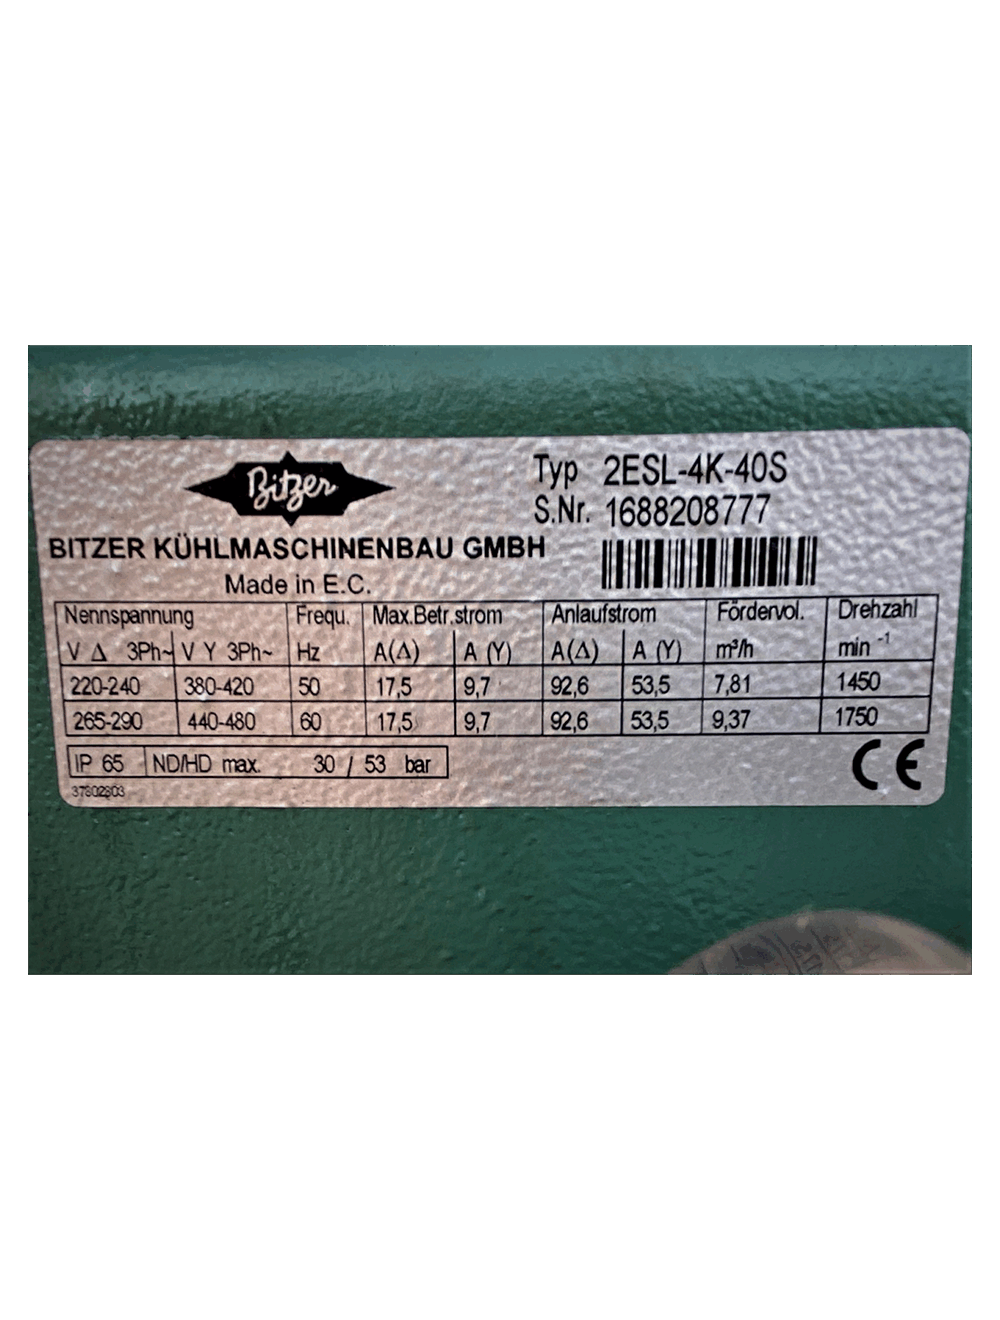 Bitzer
Typ 2ESL-4K-40S
S.Nr. 1688208777
BITZER KÜHLMASCHINENBAU GMBH
Made in E.C.
Nennspannung Frequ. Max.Betr.strom Anlaufstrom Fördervol. Drehzahl
V Δ 3Ph~ V Y 3Ph~ Hz A(Δ) A (Y) A(Δ) A (Y) m³/h min -1
220-240 380-420 50 17,5 9,7 92,6 53,5 7,81 1450
265-290 440-480 60 17,5 9,7 92,6 53,5 9,37 1750
IP 65 ND/HD max. 30 / 53 bar
CE